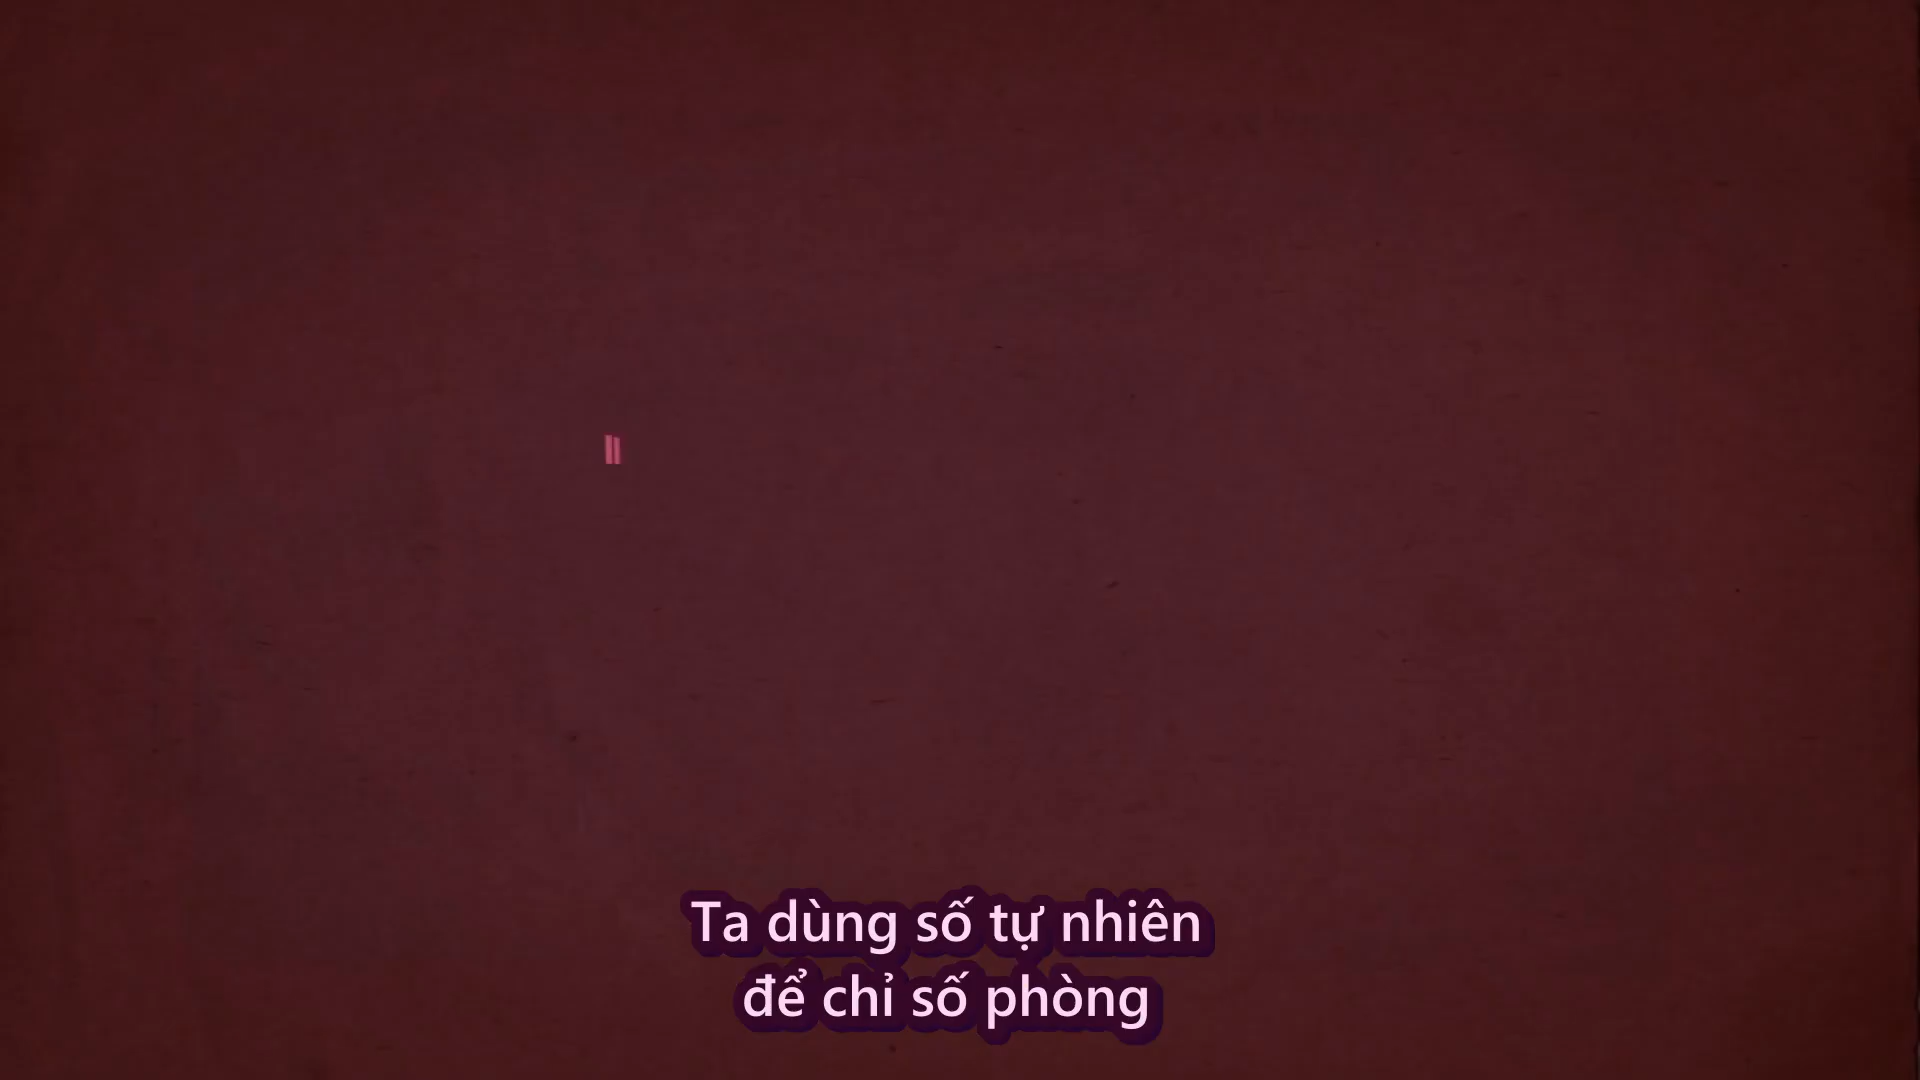 Ta dùng số tự nhiên
để chỉ số phòng